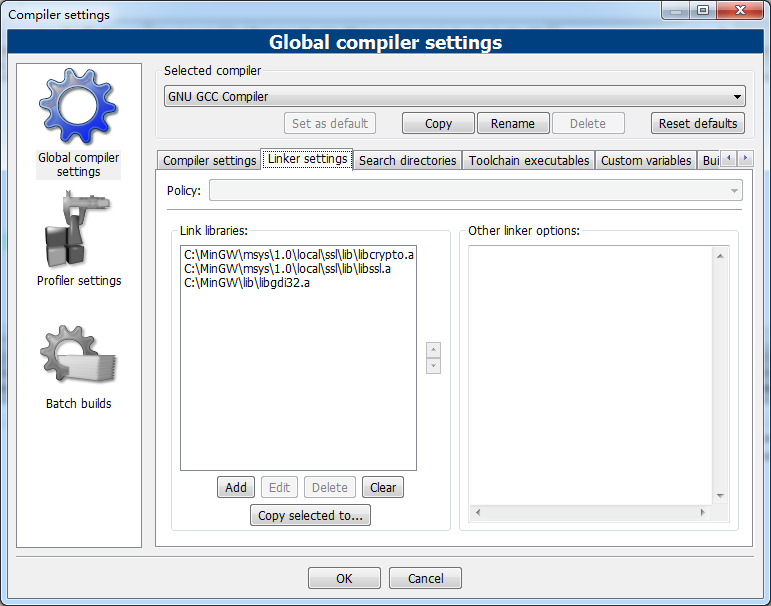 Compiler settings
Global compiler settings
Global compiler
settings
Profiler settings
Batch builds
Selected compiler
GNU GCC Compiler
Set as default
Copy
Rename
Delete
Reset defaults
Compiler settings
Linker settings
Search directories
Toolchain executables
Custom variables
Bui
Policy:
Link libraries:
C:\MinGW\msys\1.0\local\ssl\lib\libcrypto.a
C:\MinGW\msys\1.0\local\ssl\lib\libssl.a
C:\MinGW\lib\libgdi32.a
Add
Edit
Delete
Clear
Copy selected to...
Other linker options:
OK
Cancel